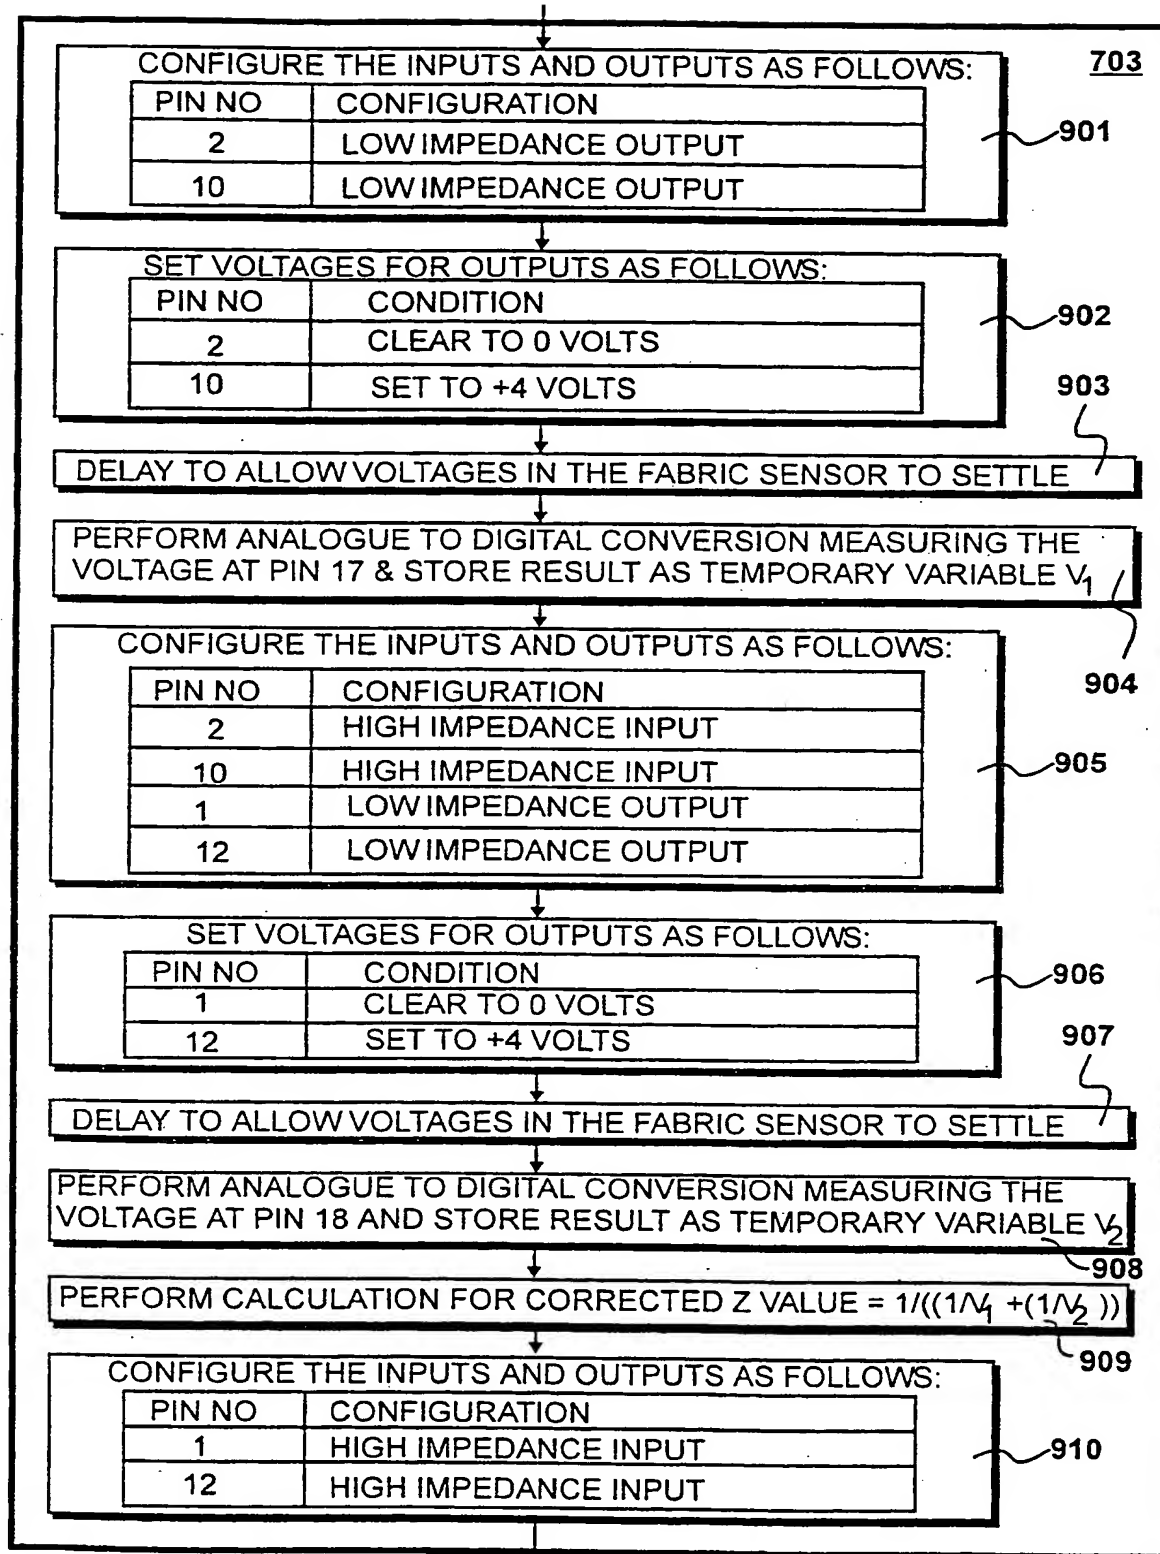 703
CONFIGURE THE INPUTS AND OUTPUTS AS FOLLOWS:
PIN NO CONFIGURATION
2 LOW IMPEDANCE OUTPUT
10 LOW IMPEDANCE OUTPUT
901
SET VOLTAGES FOR OUTPUTS AS FOLLOWS:
PIN NO CONDITION
2 CLEAR TO 0 VOLTS
10 SET TO +4 VOLTS
902
903
DELAY TO ALLOW VOLTAGES IN THE FABRIC SENSOR TO SETTLE
PERFORM ANALOGUE TO DIGITAL CONVERSION MEASURING THE
VOLTAGE AT PIN 17 & STORE RESULT AS TEMPORARY VARIABLE V1
904
CONFIGURE THE INPUTS AND OUTPUTS AS FOLLOWS:
PIN NO CONFIGURATION
2 HIGH IMPEDANCE INPUT
10 HIGH IMPEDANCE INPUT
1 LOW IMPEDANCE OUTPUT
12 LOW IMPEDANCE OUTPUT
905
SET VOLTAGES FOR OUTPUTS AS FOLLOWS:
PIN NO CONDITION
1 CLEAR TO 0 VOLTS
12 SET TO +4 VOLTS
906
907
DELAY TO ALLOW VOLTAGES IN THE FABRIC SENSOR TO SETTLE
PERFORM ANALOGUE TO DIGITAL CONVERSION MEASURING THE
VOLTAGE AT PIN 18 AND STORE RESULT AS TEMPORARY VARIABLE V2
908
PERFORM CALCULATION FOR CORRECTED Z VALUE = 1/((1/V1 +(1/V2 ))
909
CONFIGURE THE INPUTS AND OUTPUTS AS FOLLOWS:
PIN NO CONFIGURATION
1 HIGH IMPEDANCE INPUT
12 HIGH IMPEDANCE INPUT
910